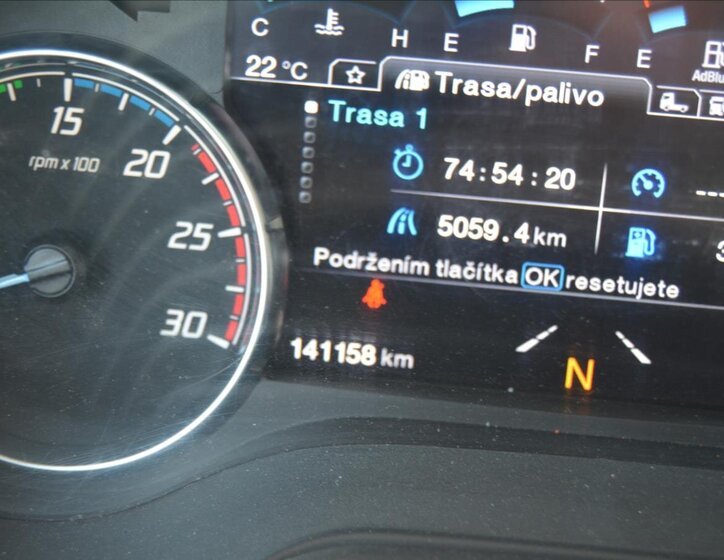 C H E F E AdBlu
22 °C Trasa/palivo
Trasa 1
15
20
25
30
rpm x 100
74:54:20
---
5059.4 km
Podržením tlačítka OK resetujete
141158 km
N